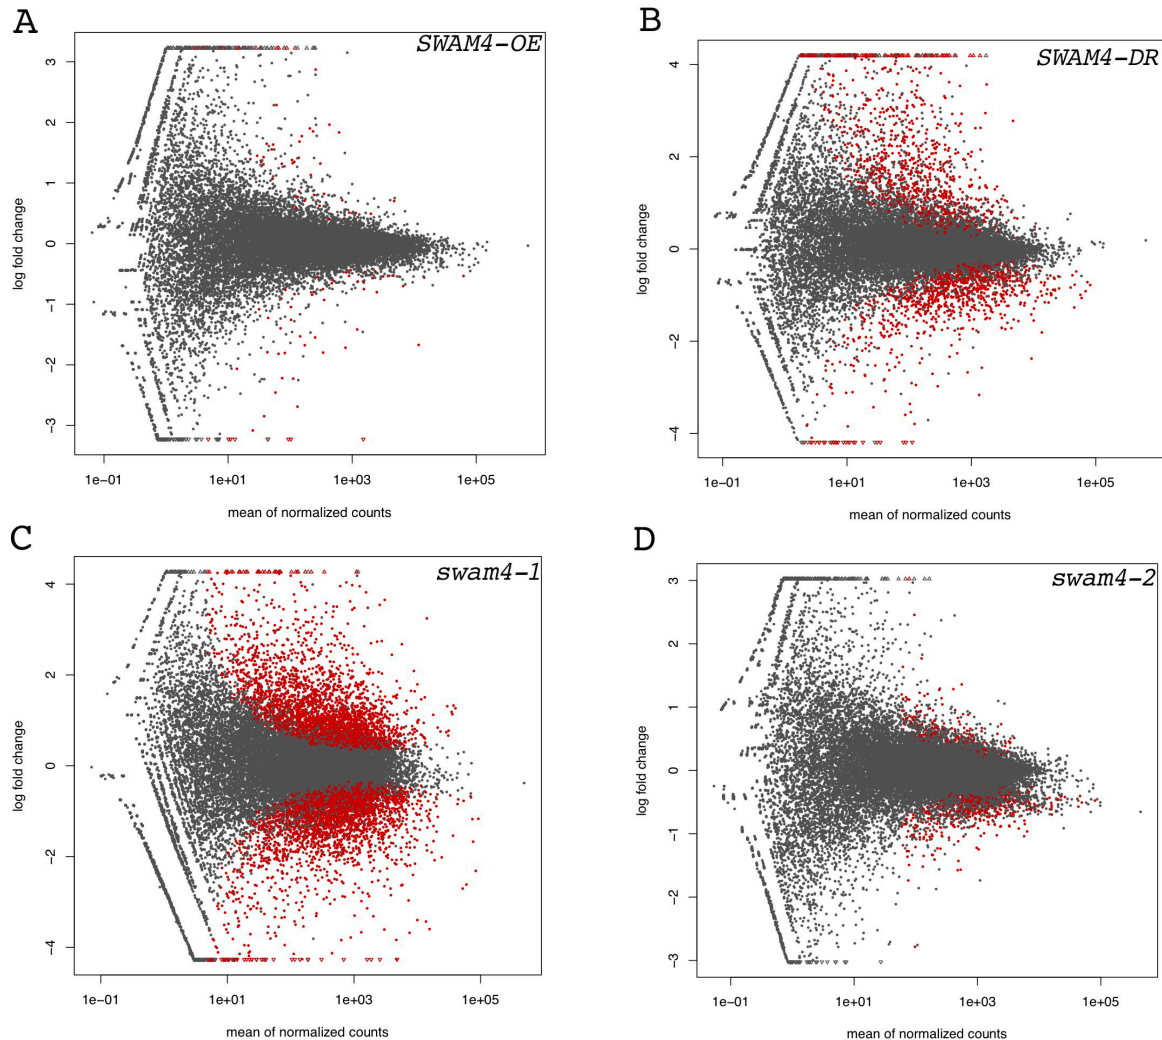 A
SWAM4-OE
3
2
1
0
−1
−2
−3
log fold change
1e−01
1e+01
1e+03
1e+05
mean of normalized counts
B
SWAM4-DR
4
2
0
−2
−4
log fold change
1e−01
1e+01
1e+03
1e+05
mean of normalized counts
C
swam4-1
4
2
0
−2
−4
log fold change
1e−01
1e+01
1e+03
1e+05
mean of normalized counts
D
swam4-2
3
2
1
0
−1
−2
−3
log fold change
1e−01
1e+01
1e+03
1e+05
mean of normalized counts